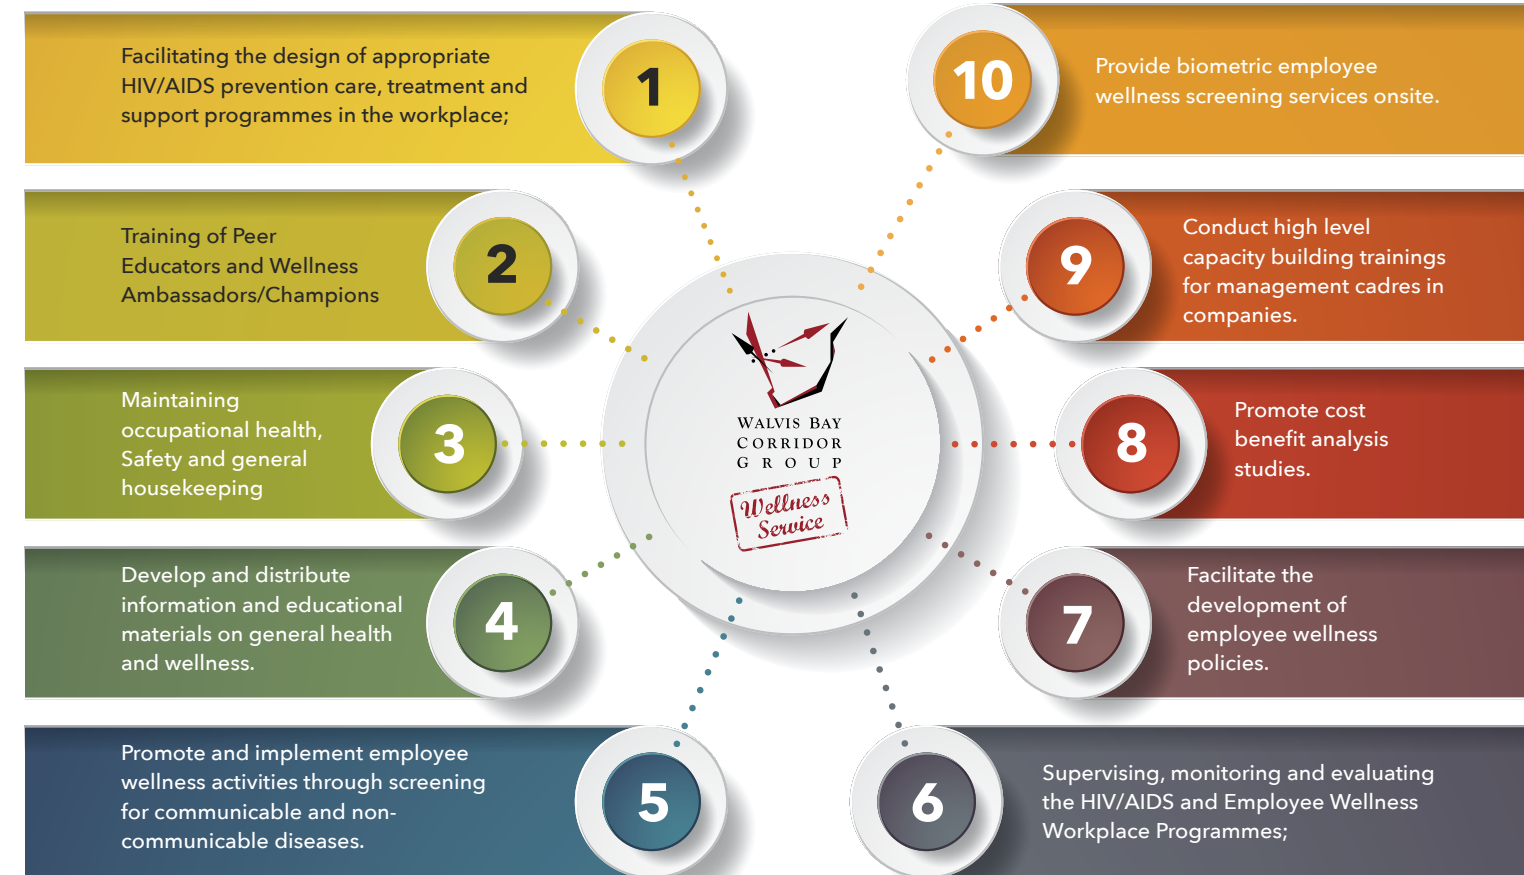 1
Facilitating the design of appropriate
HIV/AIDS prevention care, treatment and
support programmes in the workplace;
2
Training of Peer
Educators and Wellness
Ambassadors/Champions
3
Maintaining
occupational health,
Safety and general
housekeeping
4
Develop and distribute
information and educational
materials on general health
and wellness.
5
Promote and implement employee
wellness activities through screening
for communicable and non-
communicable diseases.
WALVIS BAY
CORRIDOR
GROUP
Wellness
Service
6
Supervising, monitoring and evaluating
the HIV/AIDS and Employee Wellness
Workplace Programmes;
7
Facilitate the
development of
employee wellness
policies.
8
Promote cost
benefit analysis
studies.
9
Conduct high level
capacity building trainings
for management cadres in
companies.
10
Provide biometric employee
wellness screening services onsite.